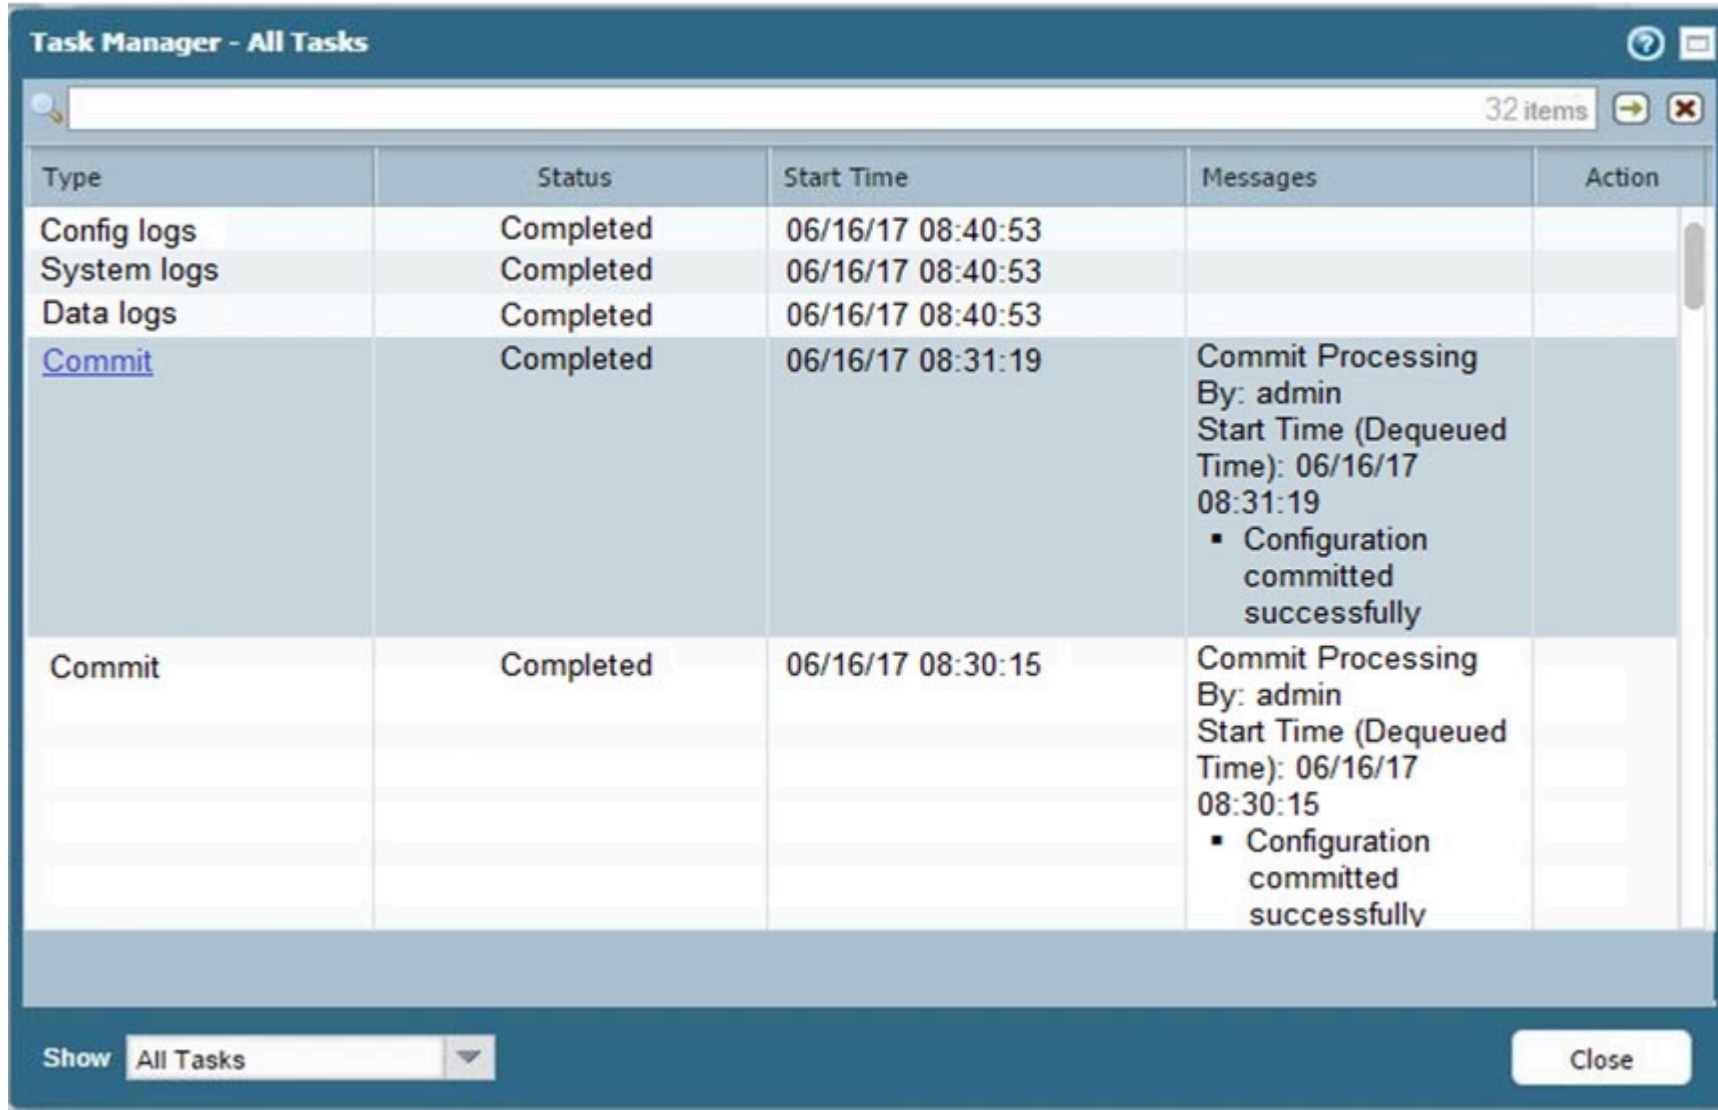 Task Manager - All Tasks
32 items
Type Status Start Time Messages Action
Config logs Completed 06/16/17 08:40:53
System logs Completed 06/16/17 08:40:53
Data logs Completed 06/16/17 08:40:53
Commit Completed 06/16/17 08:31:19 Commit Processing
By: admin
Start Time (Dequeued
Time): 06/16/17
08:31:19
▪ Configuration
committed
successfully
Commit Completed 06/16/17 08:30:15 Commit Processing
By: admin
Start Time (Dequeued
Time): 06/16/17
08:30:15
▪ Configuration
committed
successfully
Show All Tasks Close